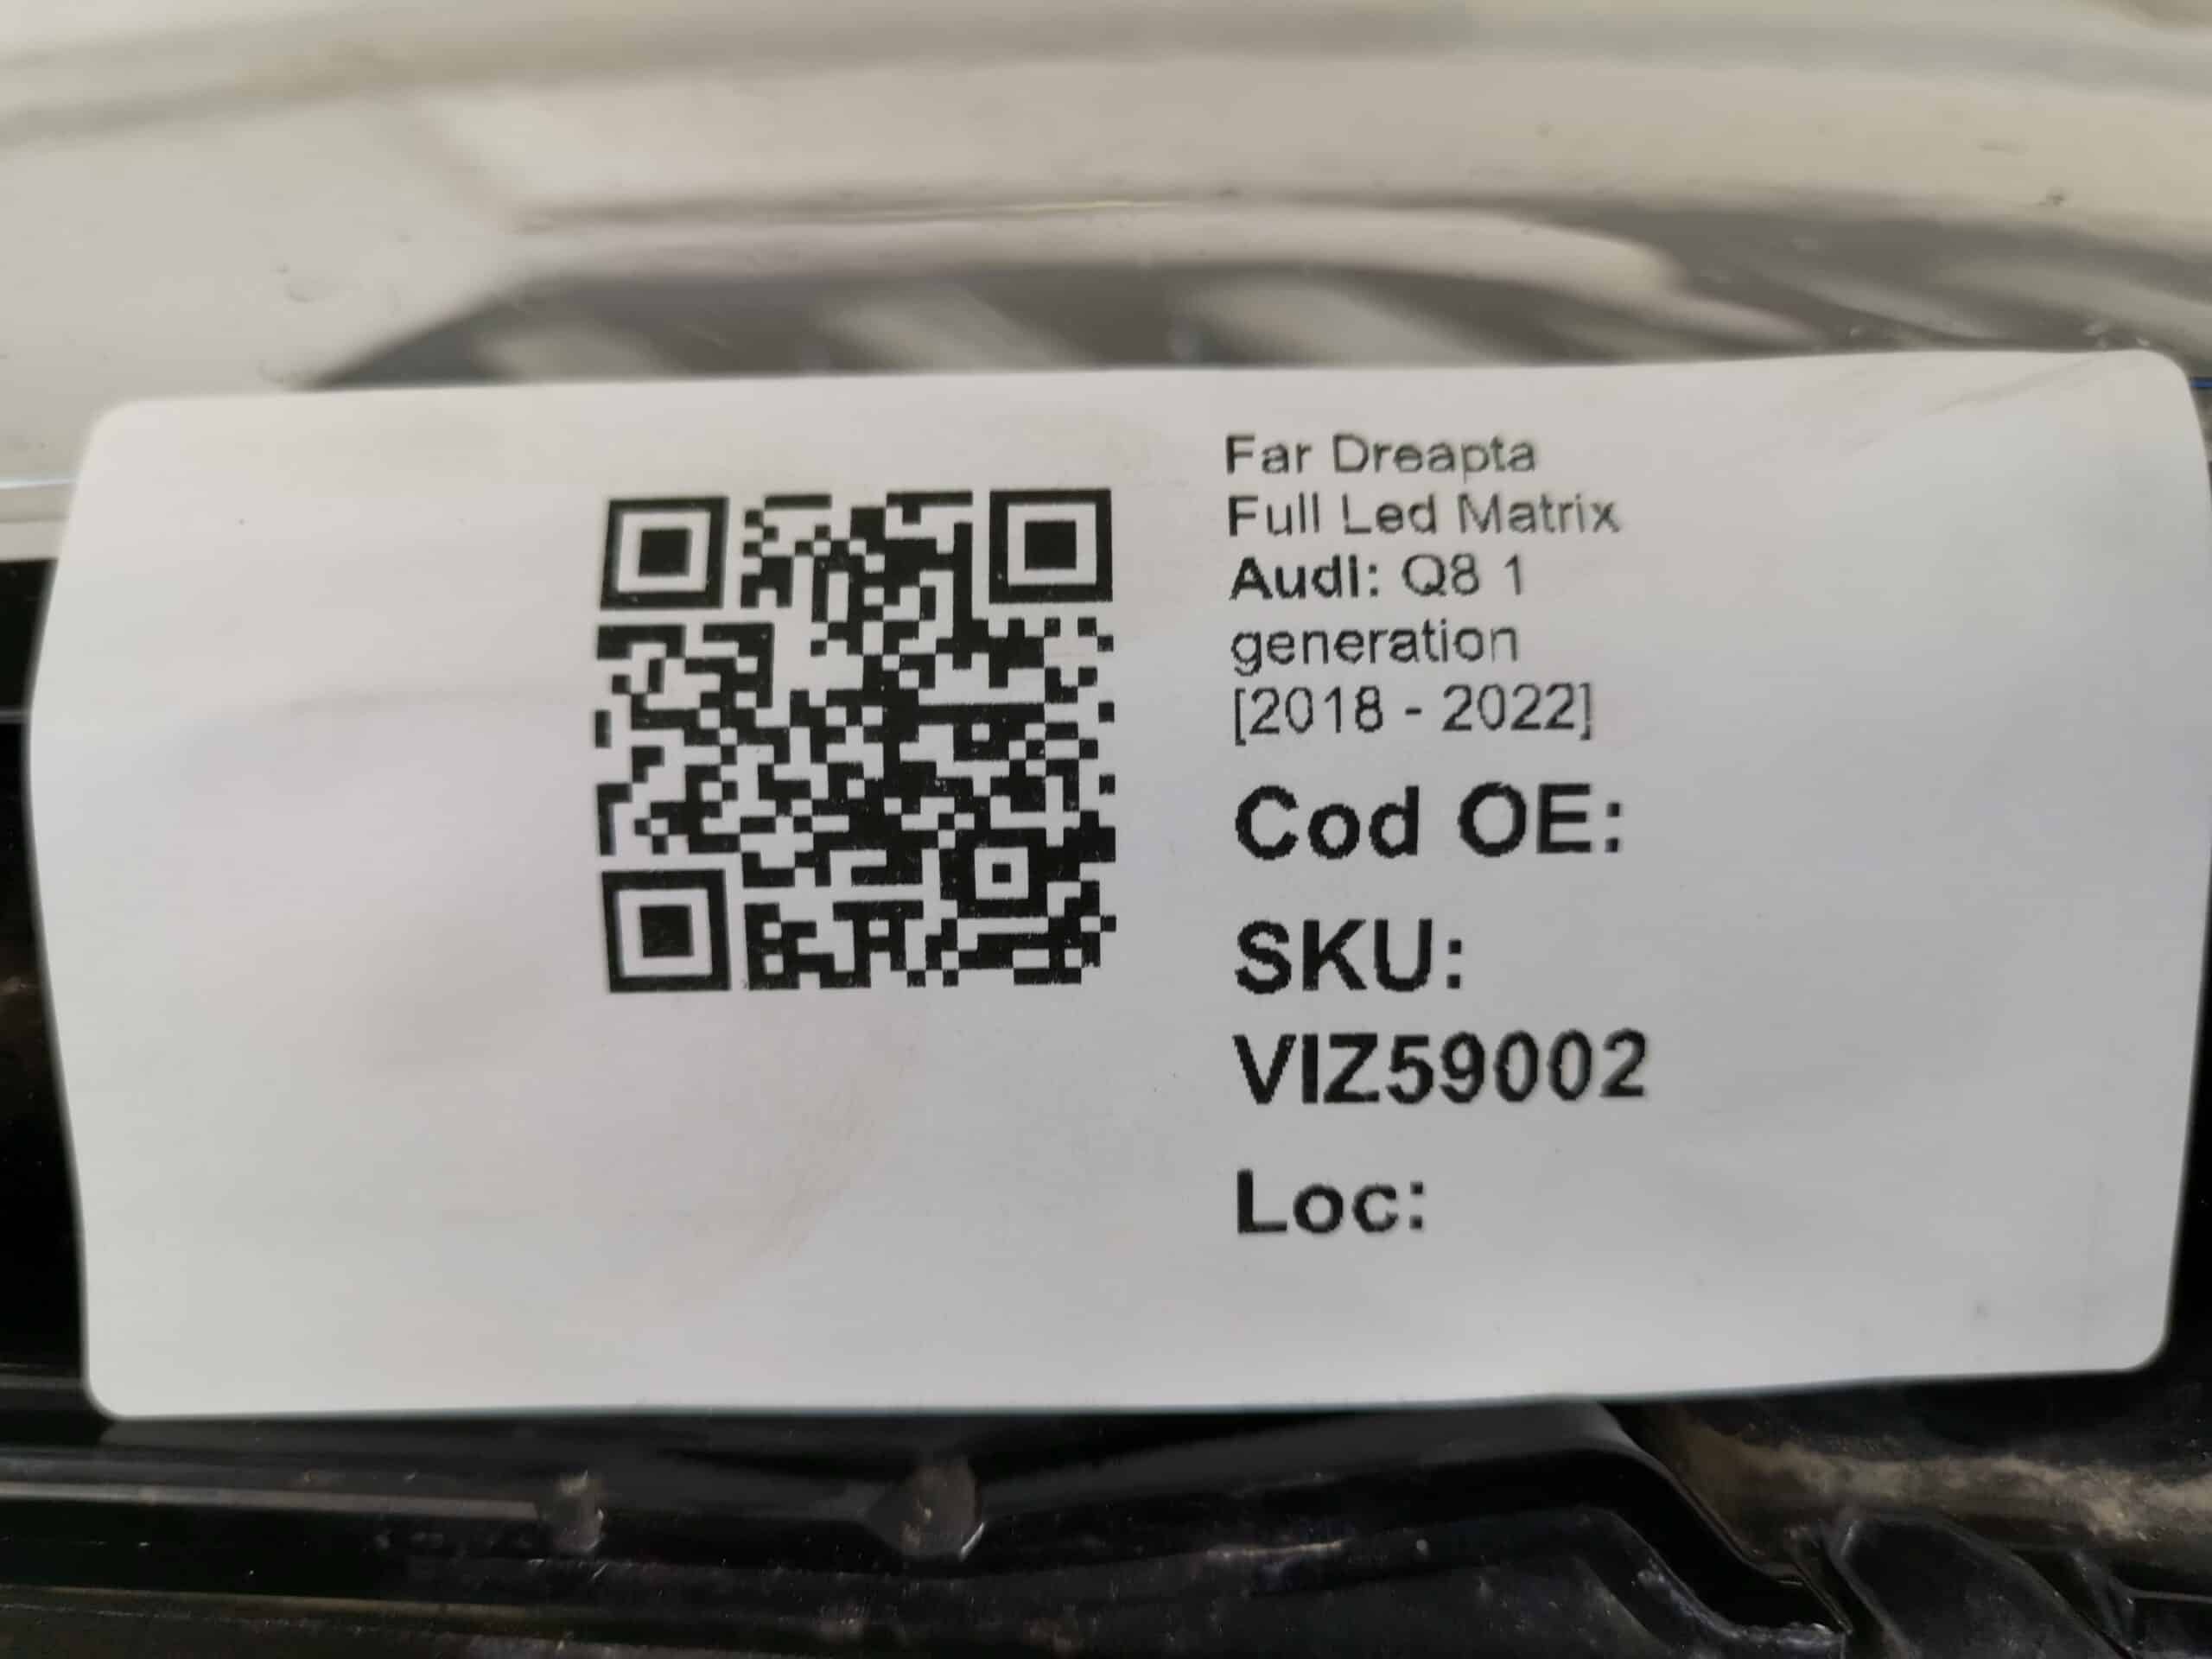 Far Dreapta
Full Led Matrix
Audi: Q8 1
generation
[2018 - 2022]
Cod OE:
SKU:
VIZ59002
Loc: